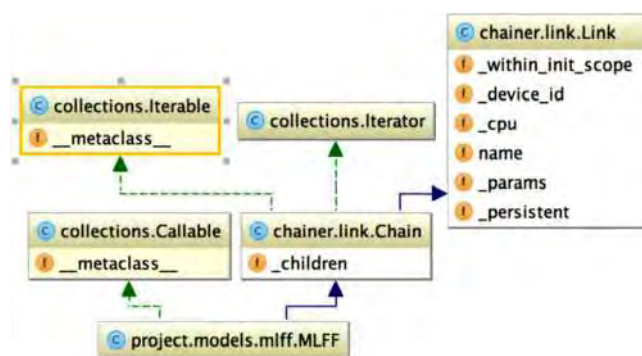 chainer.link.Link
_within_init_scope
_device_id
_cpu
name
_params
_persistent
collections.Iterable
__metaclass__
collections.Iterator
collections.Callable
__metaclass__
chainer.link.Chain
_children
project.models.mlff.MLFF